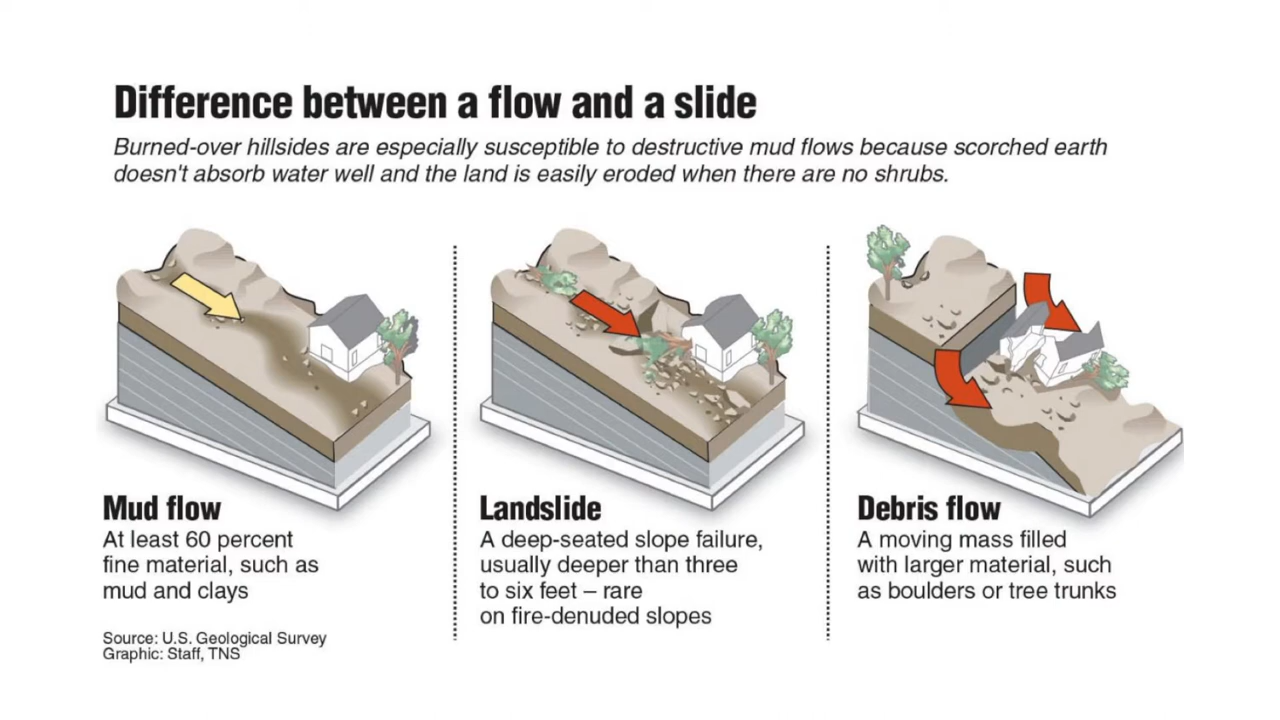 Difference between a flow and a slide
Burned-over hillsides are especially susceptible to destructive mud flows because scorched earth
doesn't absorb water well and the land is easily eroded when there are no shrubs.
Mud flow
At least 60 percent
fine material, such as
mud and clays
Landslide
A deep-seated slope failure,
usually deeper than three
to six feet – rare
on fire-denuded slopes
Debris flow
A moving mass filled
with larger material, such
as boulders or tree trunks
Source: U.S. Geological Survey
Graphic: Staff, TNS